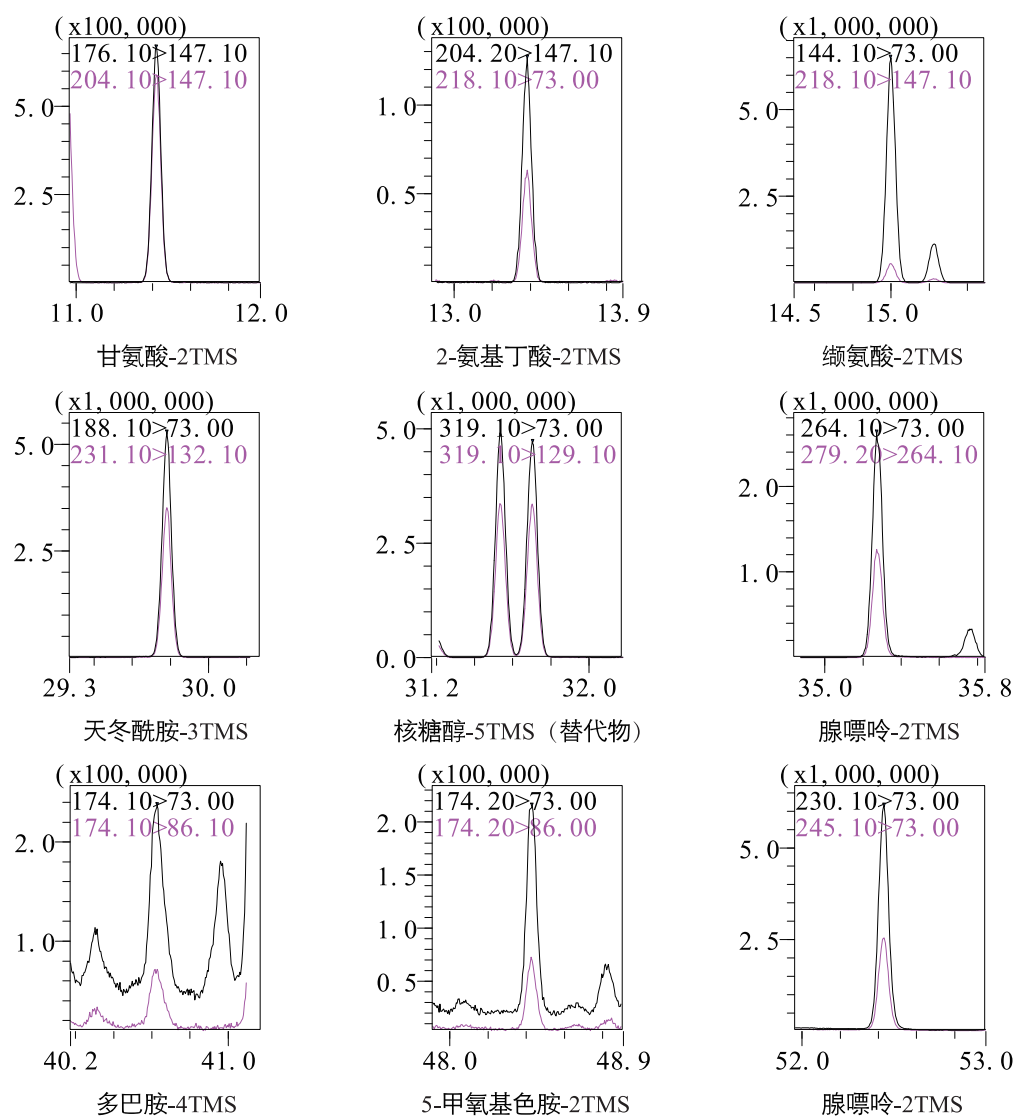 (x100, 000)
176. 10>147. 10
204. 10>147. 10
5. 0
2. 5
11. 0 12. 0
甘氨酸-2TMS
(x100, 000)
204. 20>147. 10
218. 10>73. 00
1. 0
0. 5
13. 0 13. 9
2-氨基丁酸-2TMS
(x1, 000, 000)
144. 10>73. 00
218. 10>147. 10
5. 0
2. 5
14. 5 15. 0
缬氨酸-2TMS
(x1, 000, 000)
188. 10>73. 00
231. 10>132. 10
5. 0
2. 5
29. 3 30. 0
天冬酰胺-3TMS
(x1, 000, 000)
319. 10>73. 00
319. 10>129. 10
5. 0
2. 5
0. 0
31. 2 32. 0
核糖醇-5TMS（替代物）
(x1, 000, 000)
264. 10>73. 00
279. 20>264. 10
2. 0
1. 0
35. 0 35. 8
腺嘌呤-2TMS
(x100, 000)
174. 10>73. 00
174. 10>86. 10
2. 0
1. 0
40. 2 41. 0
多巴胺-4TMS
(x100, 000)
174. 20>73. 00
174. 20>86. 00
2. 0
1. 5
1. 0
0. 5
48. 0 48. 9
5-甲氧基色胺-2TMS
(x1, 000, 000)
230. 10>73. 00
245. 10>73. 00
5. 0
2. 5
52. 0 53. 0
腺嘌呤-2TMS